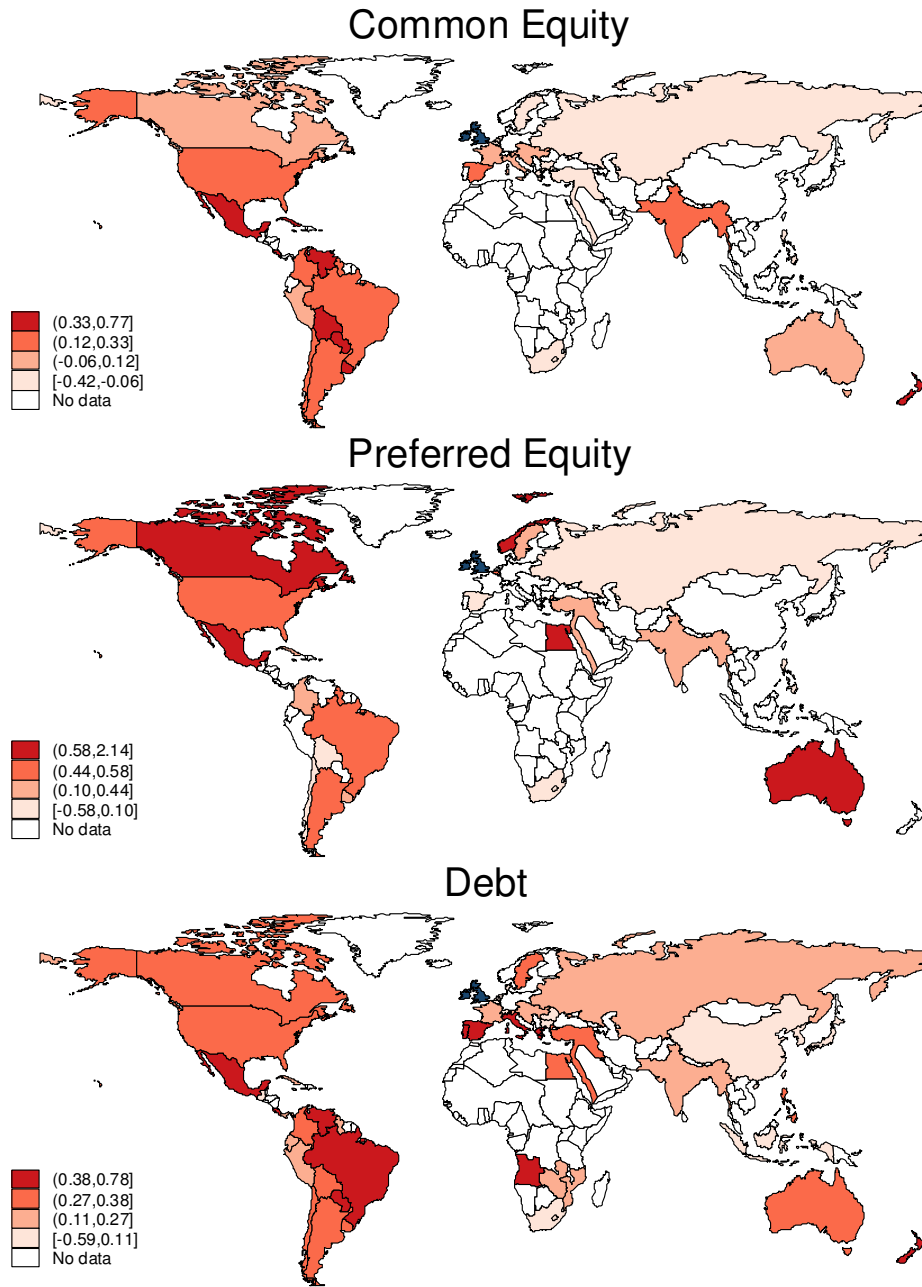 Common Equity
(0.33,0.77]
(0.12,0.33]
(-0.06,0.12]
[-0.42,-0.06]
No data
Preferred Equity
(0.58,2.14]
(0.44,0.58]
(0.10,0.44]
[-0.58,0.10]
No data
Debt
(0.38,0.78]
(0.27,0.38]
(0.11,0.27]
[-0.59,0.11]
No data